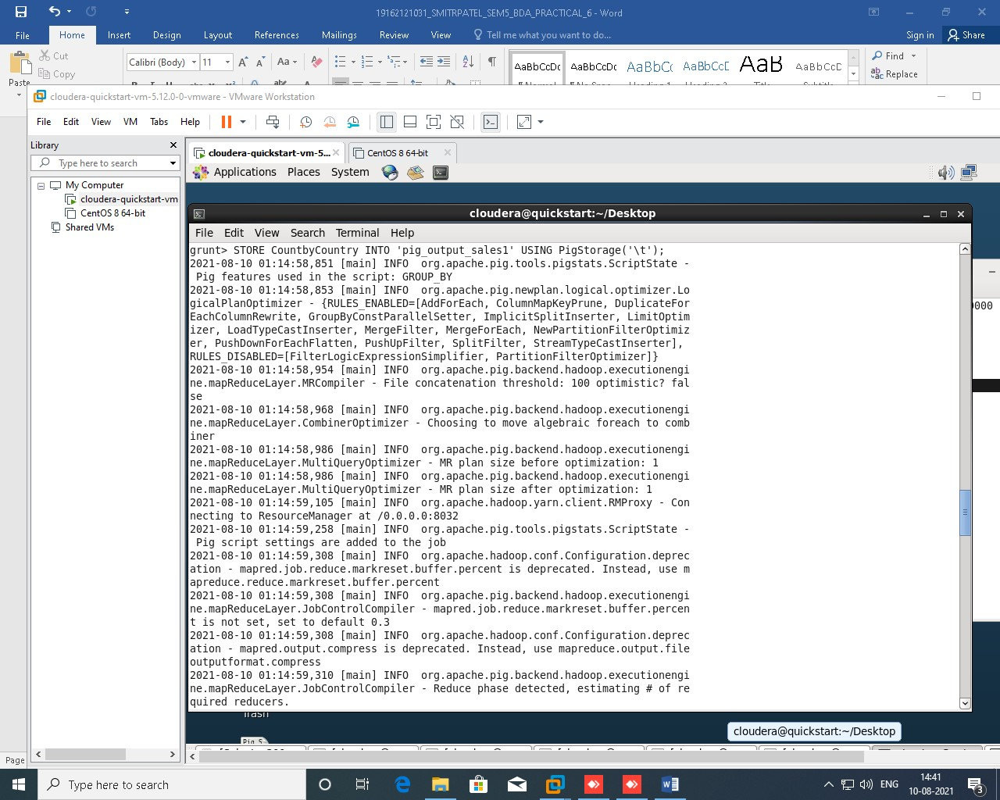 19162121031_SMITRPATEL_SEM5_BDA_PRACTICAL_6 - Word
File Home Insert Design Layout References Mailings Review View Tell me what you want to do... Sign in Share
Cut
Copy
Paste
Calibri (Body) 11
AaBbCcDc AaBbCcDc AaBbCc AaBbCcD AaB AaBbCcD
Find
Replace
cloudera-quickstart-vm-5.12.0-0-vmware - VMware Workstation
File Edit View VM Tabs Help
Library
Type here to search
My Computer
cloudera-quickstart-vm
CentOS 8 64-bit
Shared VMs
cloudera-quickstart-vm-5... CentOS 8 64-bit
Applications Places System
cloudera@quickstart:~/Desktop
File Edit View Search Terminal Help
grunt> STORE CountbyCountry INTO 'pig_output_sales1' USING PigStorage('\t');
2021-08-10 01:14:58,851 [main] INFO  org.apache.pig.tools.pigstats.ScriptState -
 Pig features used in the script: GROUP_BY
2021-08-10 01:14:58,853 [main] INFO  org.apache.pig.newplan.logical.optimizer.Lo
gicalPlanOptimizer - {RULES_ENABLED=[AddForEach, ColumnMapKeyPrune, DuplicateFor
EachColumnRewrite, GroupByConstParallelSetter, ImplicitSplitInserter, LimitOptim
izer, LoadTypeCastInserter, MergeFilter, MergeForEach, NewPartitionFilterOptimiz
er, PushDownForEachFlatten, PushUpFilter, SplitFilter, StreamTypeCastInserter],
RULES_DISABLED=[FilterLogicExpressionSimplifier, PartitionFilterOptimizer]}
2021-08-10 01:14:58,954 [main] INFO  org.apache.pig.backend.hadoop.executionengi
ne.mapReduceLayer.MRCompiler - File concatenation threshold: 100 optimistic? fal
se
2021-08-10 01:14:58,968 [main] INFO  org.apache.pig.backend.hadoop.executionengi
ne.mapReduceLayer.CombinerOptimizer - Choosing to move algebraic foreach to comb
iner
2021-08-10 01:14:58,986 [main] INFO  org.apache.pig.backend.hadoop.executionengi
ne.mapReduceLayer.MultiQueryOptimizer - MR plan size before optimization: 1
2021-08-10 01:14:58,986 [main] INFO  org.apache.pig.backend.hadoop.executionengi
ne.mapReduceLayer.MultiQueryOptimizer - MR plan size after optimization: 1
2021-08-10 01:14:59,105 [main] INFO  org.apache.hadoop.yarn.client.RMProxy - Con
necting to ResourceManager at /0.0.0.0:8032
2021-08-10 01:14:59,258 [main] INFO  org.apache.pig.tools.pigstats.ScriptState -
 Pig script settings are added to the job
2021-08-10 01:14:59,308 [main] INFO  org.apache.hadoop.conf.Configuration.deprec
ation - mapred.job.reduce.markreset.buffer.percent is deprecated. Instead, use m
apreduce.reduce.markreset.buffer.percent
2021-08-10 01:14:59,308 [main] INFO  org.apache.pig.backend.hadoop.executionengi
ne.mapReduceLayer.JobControlCompiler - mapred.job.reduce.markreset.buffer.percen
t is not set, set to default 0.3
2021-08-10 01:14:59,308 [main] INFO  org.apache.hadoop.conf.Configuration.deprec
ation - mapred.output.compress is deprecated. Instead, use mapreduce.output.file
outputformat.compress
2021-08-10 01:14:59,310 [main] INFO  org.apache.pig.backend.hadoop.executionengi
ne.mapReduceLayer.JobControlCompiler - Reduce phase detected, estimating # of re
quired reducers.
Trash
cloudera@quickstart:~/Desktop
Page
Type here to search
ENG
14:41
10-08-2021
3